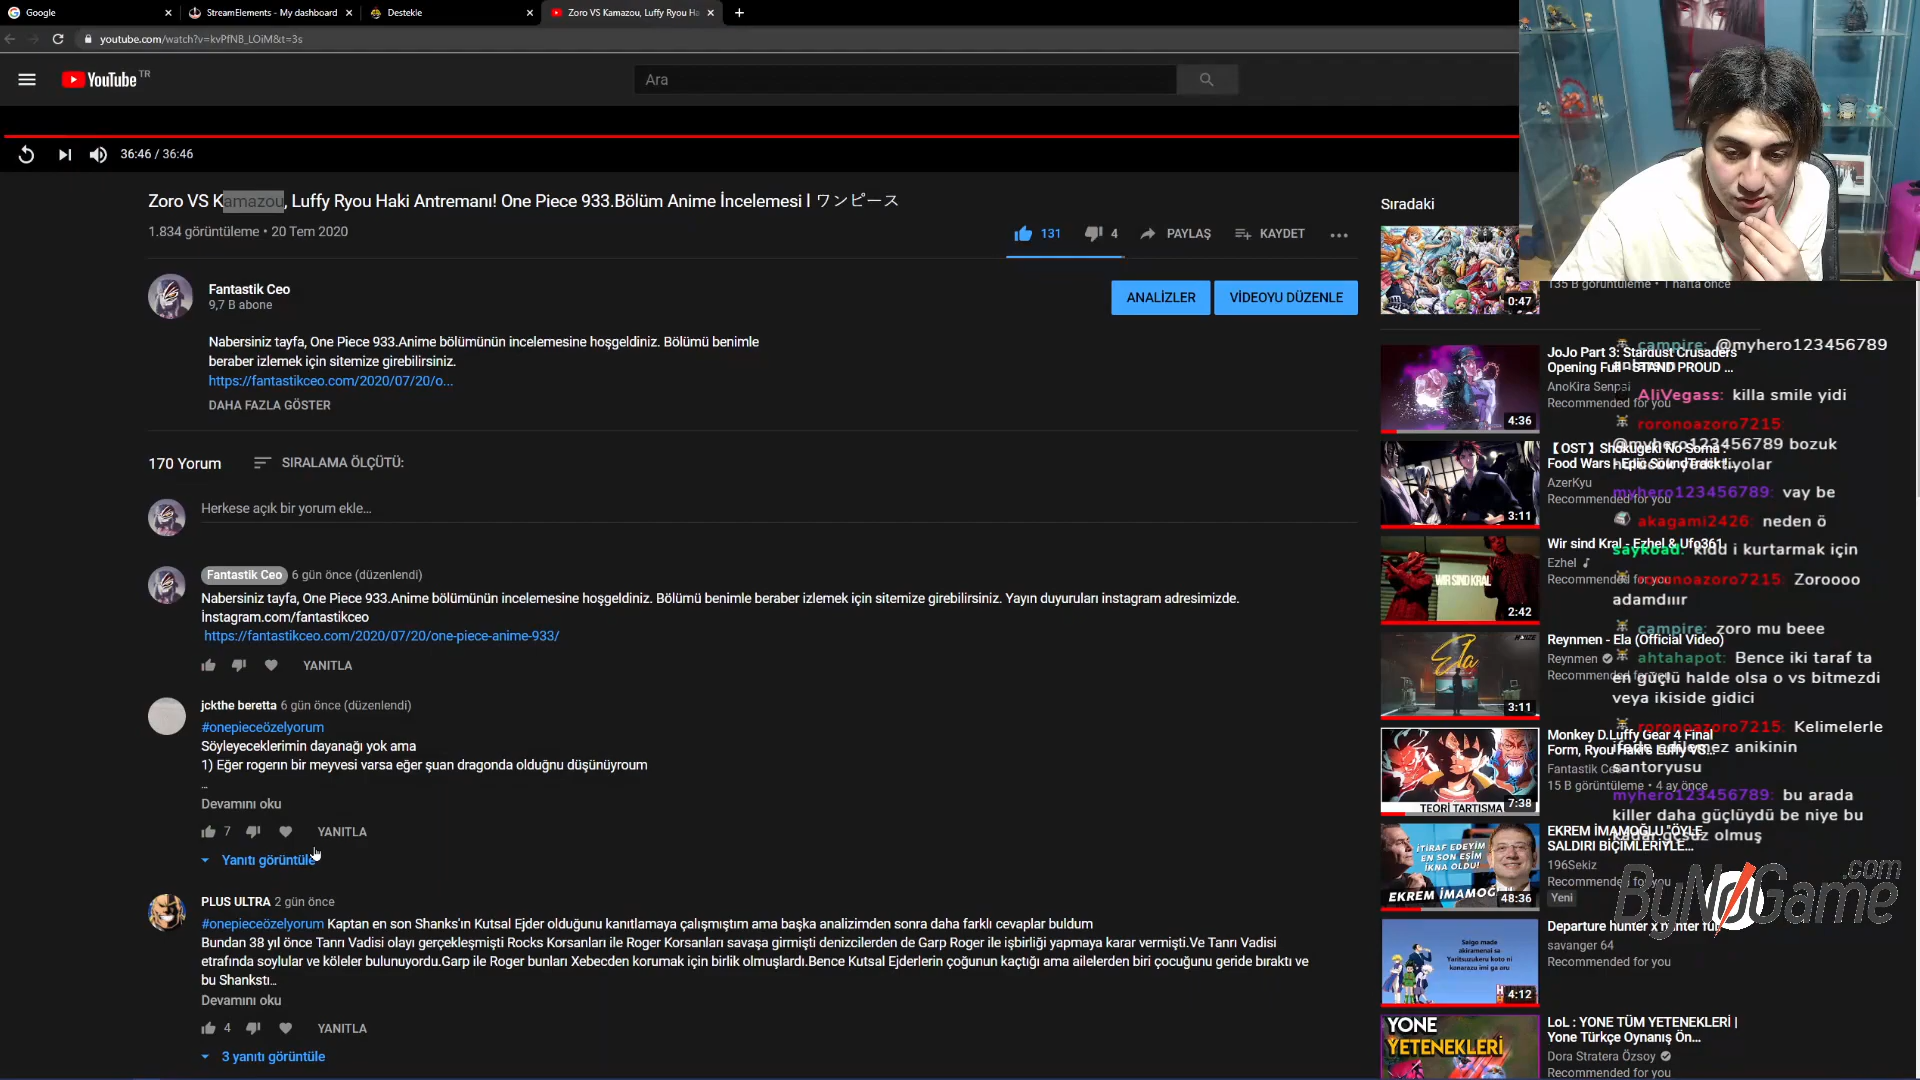 Google
StreamElements - My dashboard
Destekle
Zoro VS Kamazou, Luffy Ryou Ha
youtube.com/watch?v=kvPfNB_LOiM&t=3s
YouTube TR
Ara
36:46 / 36:46
Zoro VS Kamazou, Luffy Ryou Haki Antremanı! One Piece 933.Bölüm Anime İncelemesi l ワンピース
1.834 görüntüleme • 20 Tem 2020
131
4
PAYLAŞ
KAYDET
Fantastik Ceo
9,7 B abone
ANALİZLER
VİDEOYU DÜZENLE
Nabersiniz tayfa, One Piece 933.Anime bölümünün incelemesine hoşgeldiniz. Bölümü benimle
beraber izlemek için sitemize girebilirsiniz.
https://fantastikceo.com/2020/07/20/o...
DAHA FAZLA GÖSTER
170 Yorum
SIRALAMA ÖLÇÜTÜ:
Herkese açık bir yorum ekle...
Fantastik Ceo 6 gün önce (düzenlendi)
Nabersiniz tayfa, One Piece 933.Anime bölümünün incelemesine hoşgeldiniz. Bölümü benimle beraber izlemek için sitemize girebilirsiniz. Yayın duyuruları instagram adresimizde.
İnstagram.com/fantastikceo
https://fantastikceo.com/2020/07/20/one-piece-anime-933/
YANITLA
jckthe beretta 6 gün önce (düzenlendi)
#onepieceözelyorum
Söyleyeceklerimin dayanağı yok ama
1) Eğer rogerın bir meyvesi varsa eğer şuan dragonda olduğnu düşünüyroum
...
Devamını oku
7
YANITLA
Yanıtı görüntüle
PLUS ULTRA 2 gün önce
#onepieceözelyorum Kaptan en son Shanks'ın Kutsal Ejder olduğunu kanıtlamaya çalışmıştım ama başka analizimden sonra daha farklı cevaplar buldum
Bundan 38 yıl önce Tanrı Vadisi olayı gerçekleşmişti Rocks Korsanları ile Roger Korsanları savaşa girmişti denizcilerden de Garp Roger ile işbirliği yapmaya karar vermişti.Ve Tanrı Vadisi
etrafında soylular ve köleler bulunuyordu.Garp ile Roger bunları Xebecden korumak için birlik olmuşlardı.Bence Kutsal Ejderlerin çoğunun kaçtığı ama ailelerden biri çocuğunu geride bıraktı ve
bu Shankstı...
Devamını oku
4
YANITLA
3 yanıtı görüntüle
Sıradaki
0:47
135 B görüntüleme • 1 hafta önce
JoJo Part 3: Stardust Crusaders
Opening Full -STAND PROUD ...
AnoKira Senpai
Recommended for you
4:36
【OST】Shokugeki No Soma :
Food Wars - Epic SoundTrack !...
AzerKyu
Recommended for you
3:11
Wir sind Kral - Ezhel & Ufo361
Ezhel
Recommended for you
WIR SIND KRAL
2:42
Reynmen - Ela (Official Video)
Reynmen
Recommended for you
Ela
3:11
Monkey D.Luffy Gear 4 Final
Form, Ryou Haki & Luffy VS...
Fantastik Ceo
15 B görüntüleme • 4 ay önce
TEORİ TARTIŞMA
7:38
EKREM İMAMOĞLU "ÖYLE
SALDIRI BİÇİMLERİYLE...
196Sekiz
Recommended for you
Yeni
İTİRAF EDEYİM
EN SON EŞİM
İKNA OLDU!
EKREM İMAMOĞ
48:36
Departure hunter x hunter ful
savanger 64
Recommended for you
4:12
LoL : YONE TÜM YETENEKLERİ |
Yone Türkçe Oynanış Ön...
Dora Stratera Özsoy
Recommended for you
YONE
YETENEKLERİ
campire: @myhero123456789
AliVegass: killa smile yidi
roronoazoro7215:
@myhero123456789 bozuk
myhero123456789: vay be
akagami2426: neden ö
saykoad: kidd i kurtarmak için
roronoazoro7215: Zoroooo
adamdıııır
campire: zoro mu beee
ahtahapot: Bence iki taraf ta
en güçlü halde olsa o vs bitmezdi
veya ikiside gidici
roronoazoro7215: Kelimelerle
ifade edilemez anikinin
santoryusu
myhero123456789: bu arada
killer daha güçlüydü be niye bu
kadar gçsüz olmuş
ByNoGame.com